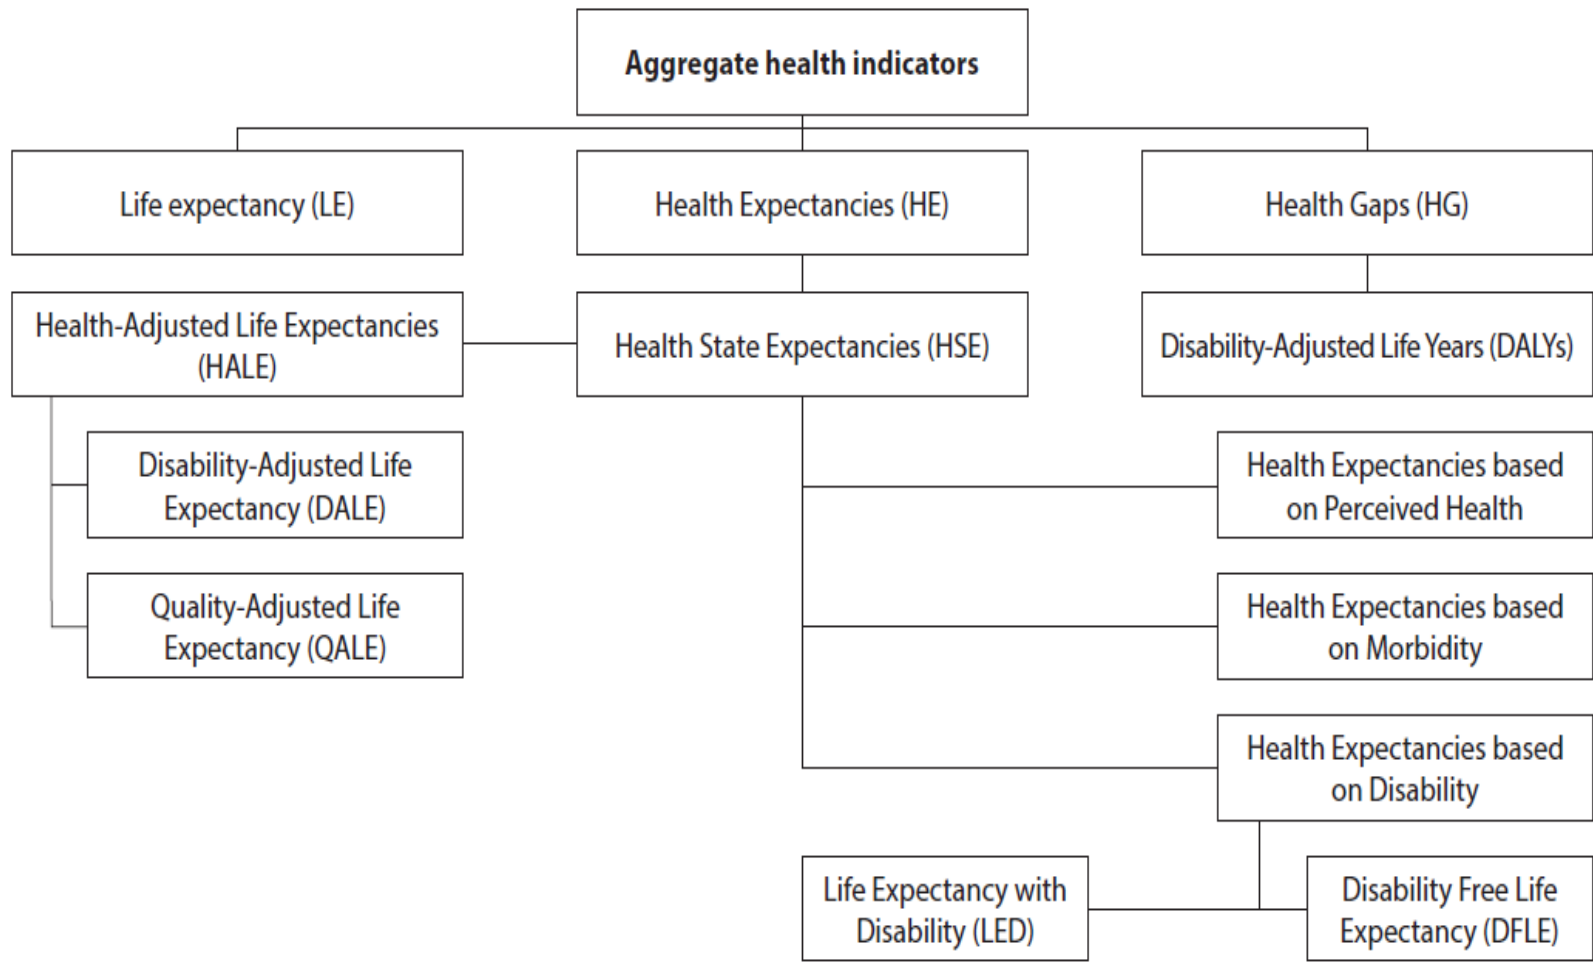 Aggregate health indicators
Life expectancy (LE)
Health Expectancies (HE)
Health Gaps (HG)
Health-Adjusted Life Expectancies
(HALE)
Health State Expectancies (HSE)
Disability-Adjusted Life Years (DALYs)
Disability-Adjusted Life
Expectancy (DALE)
Health Expectancies based
on Perceived Health
Quality-Adjusted Life
Expectancy (QALE)
Health Expectancies based
on Morbidity
Health Expectancies based
on Disability
Life Expectancy with
Disability (LED)
Disability Free Life
Expectancy (DFLE)